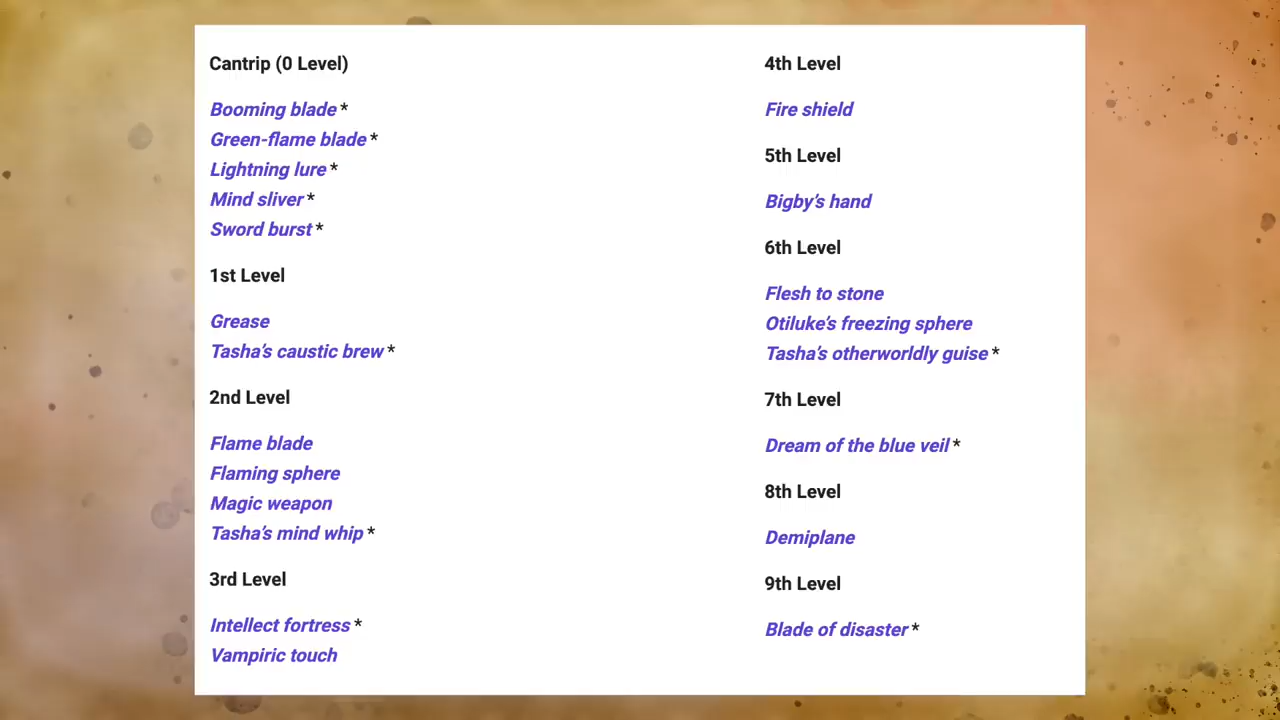 Cantrip (0 Level)
Booming blade *
Green-flame blade *
Lightning lure *
Mind sliver *
Sword burst *
1st Level
Grease
Tasha's caustic brew *
2nd Level
Flame blade
Flaming sphere
Magic weapon
Tasha's mind whip *
3rd Level
Intellect fortress *
Vampiric touch
4th Level
Fire shield
5th Level
Bigby's hand
6th Level
Flesh to stone
Otiluke's freezing sphere
Tasha's otherworldly guise *
7th Level
Dream of the blue veil *
8th Level
Demiplane
9th Level
Blade of disaster *